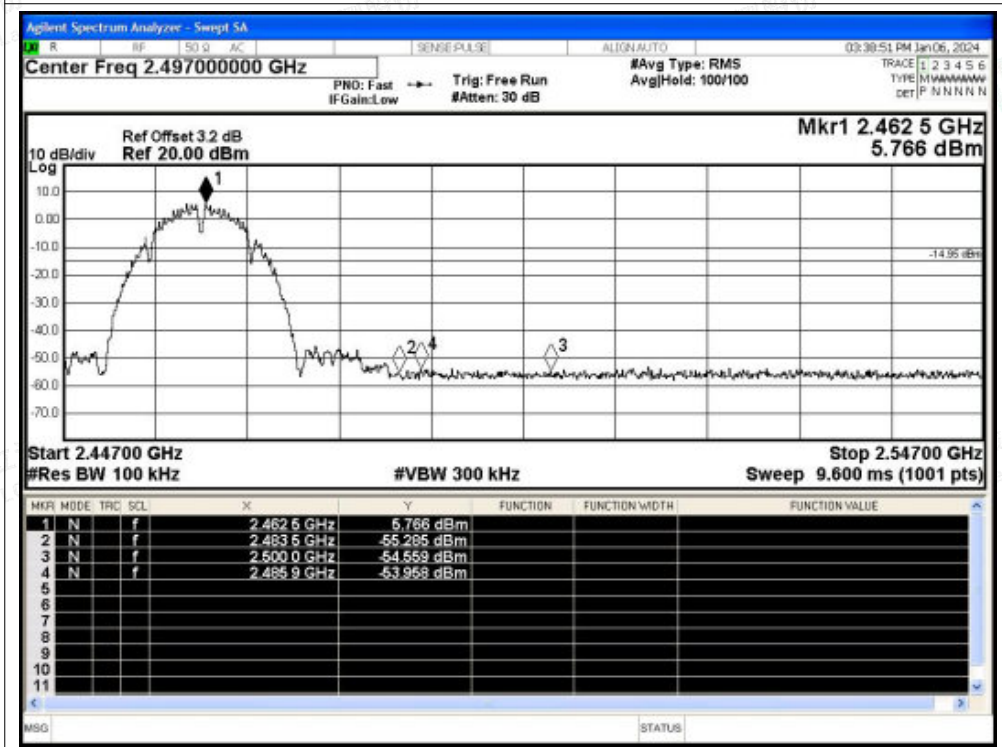 Agilent Spectrum Analyzer - Swept SA
LXI R RF 50 Ω AC SENSE:PULSE ALIGNAUTO 03:38:51 PM Jan 06, 2024
Center Freq 2.497000000 GHz #Avg Type: RMS TRACE 1 2 3 4 5 6
PNO: Fast Trig: Free Run Avg|Hold: 100/100 TYPE M
IFGain:Low #Atten: 30 dB DET P N N N N N
Mkr1 2.462 5 GHz
Ref Offset 3.2 dB
10 dB/div Ref 20.00 dBm 5.766 dBm
Log
1
10.0
0.00
-10.0
-14.95 dBm
-20.0
-30.0
-40.0
2 4 3
-50.0
-60.0
-70.0
Start 2.44700 GHz Stop 2.54700 GHz
#Res BW 100 kHz #VBW 300 kHz Sweep 9.600 ms (1001 pts)
MKR MODE TRC SCL X Y FUNCTION FUNCTION WIDTH FUNCTION VALUE
1 N f 2.462 5 GHz 5.766 dBm
2 N f 2.483 5 GHz -55.285 dBm
3 N f 2.500 0 GHz -54.559 dBm
4 N f 2.485 9 GHz -53.958 dBm
5
6
7
8
9
10
11
MSG STATUS